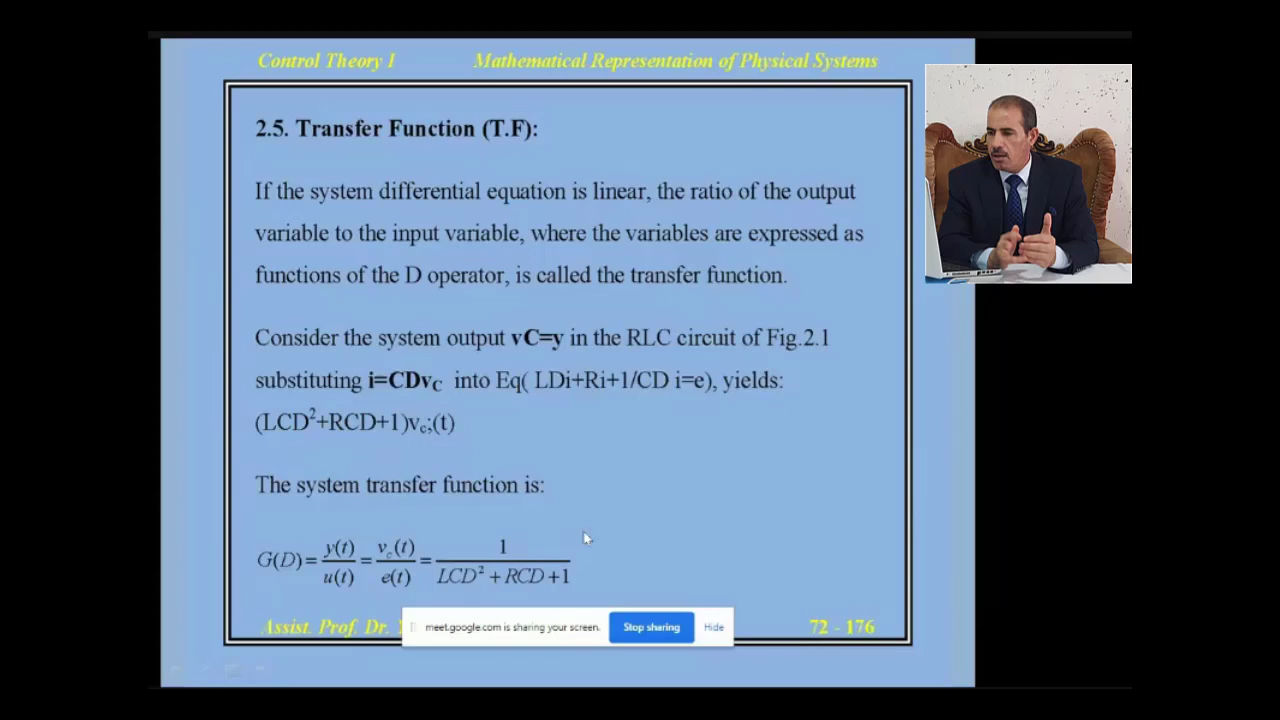 Control Theory I Mathematical Representation of Physical Systems
2.5. Transfer Function (T.F):
If the system differential equation is linear, the ratio of the output
variable to the input variable, where the variables are expressed as
functions of the D operator, is called the transfer function.
Consider the system output vC=y in the RLC circuit of Fig.2.1
substituting i=CDv_C into Eq( LDi+Ri+1/CD i=e), yields:
(LCD²+RCD+1)v_c;(t)
The system transfer function is:
G(D) = y(t)/u(t) = v_c(t)/e(t) = 1/(LCD² + RCD + 1)
Assist. Prof. Dr. 72 - 176
meet.google.com is sharing your screen. Stop sharing Hide